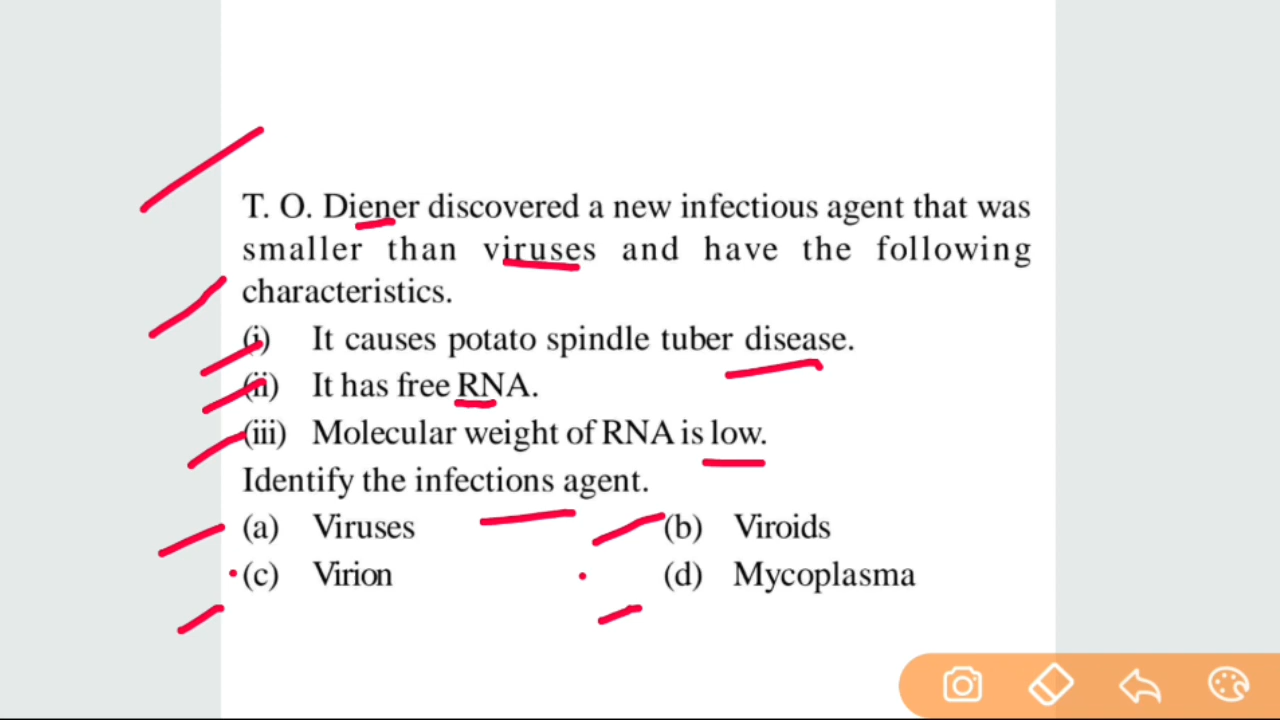 T. O. Diener discovered a new infectious agent that was
smaller than viruses and have the following
characteristics.
(i) It causes potato spindle tuber disease.
(ii) It has free RNA.
(iii) Molecular weight of RNA is low.
Identify the infections agent.
(a) Viruses (b) Viroids
(c) Virion (d) Mycoplasma